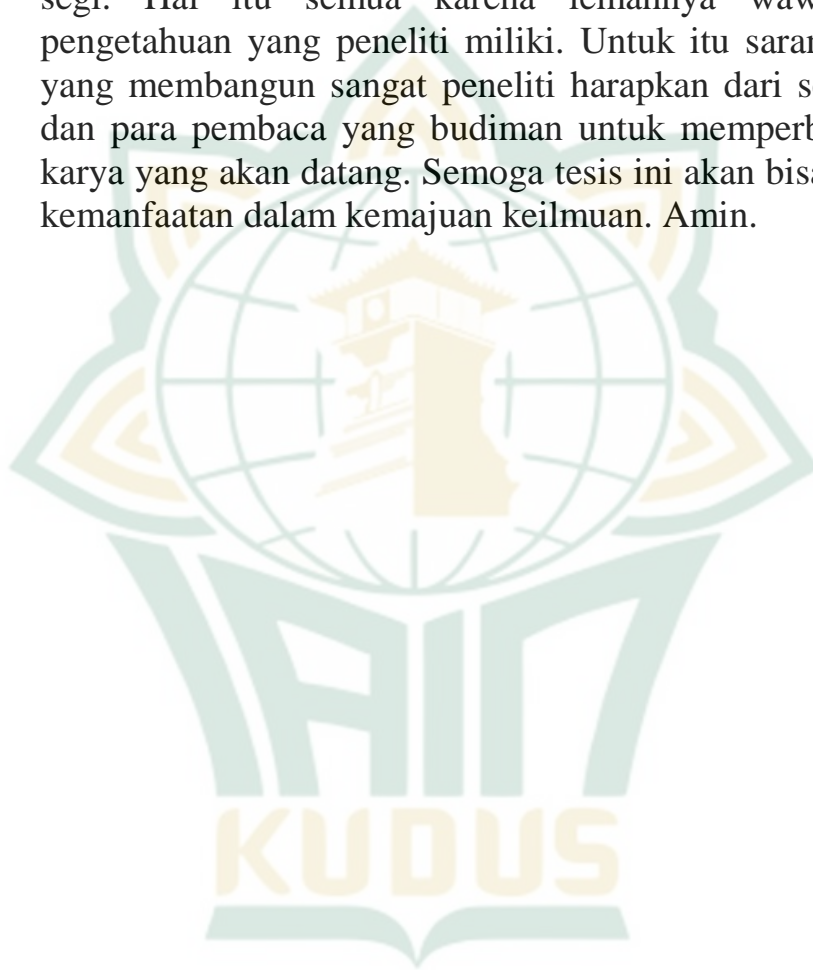 segi. Hal itu semua karena lemahnya
pengetahuan yang peneliti miliki. Untuk itu saran
yang membangun sangat peneliti harapkan dari
dan para pembaca yang budiman untuk
karya yang akan datang. Semoga tesis ini akan bisa
kemanfaatan dalam kemajuan keilmuan. Amin.
IAIN
KUDUS